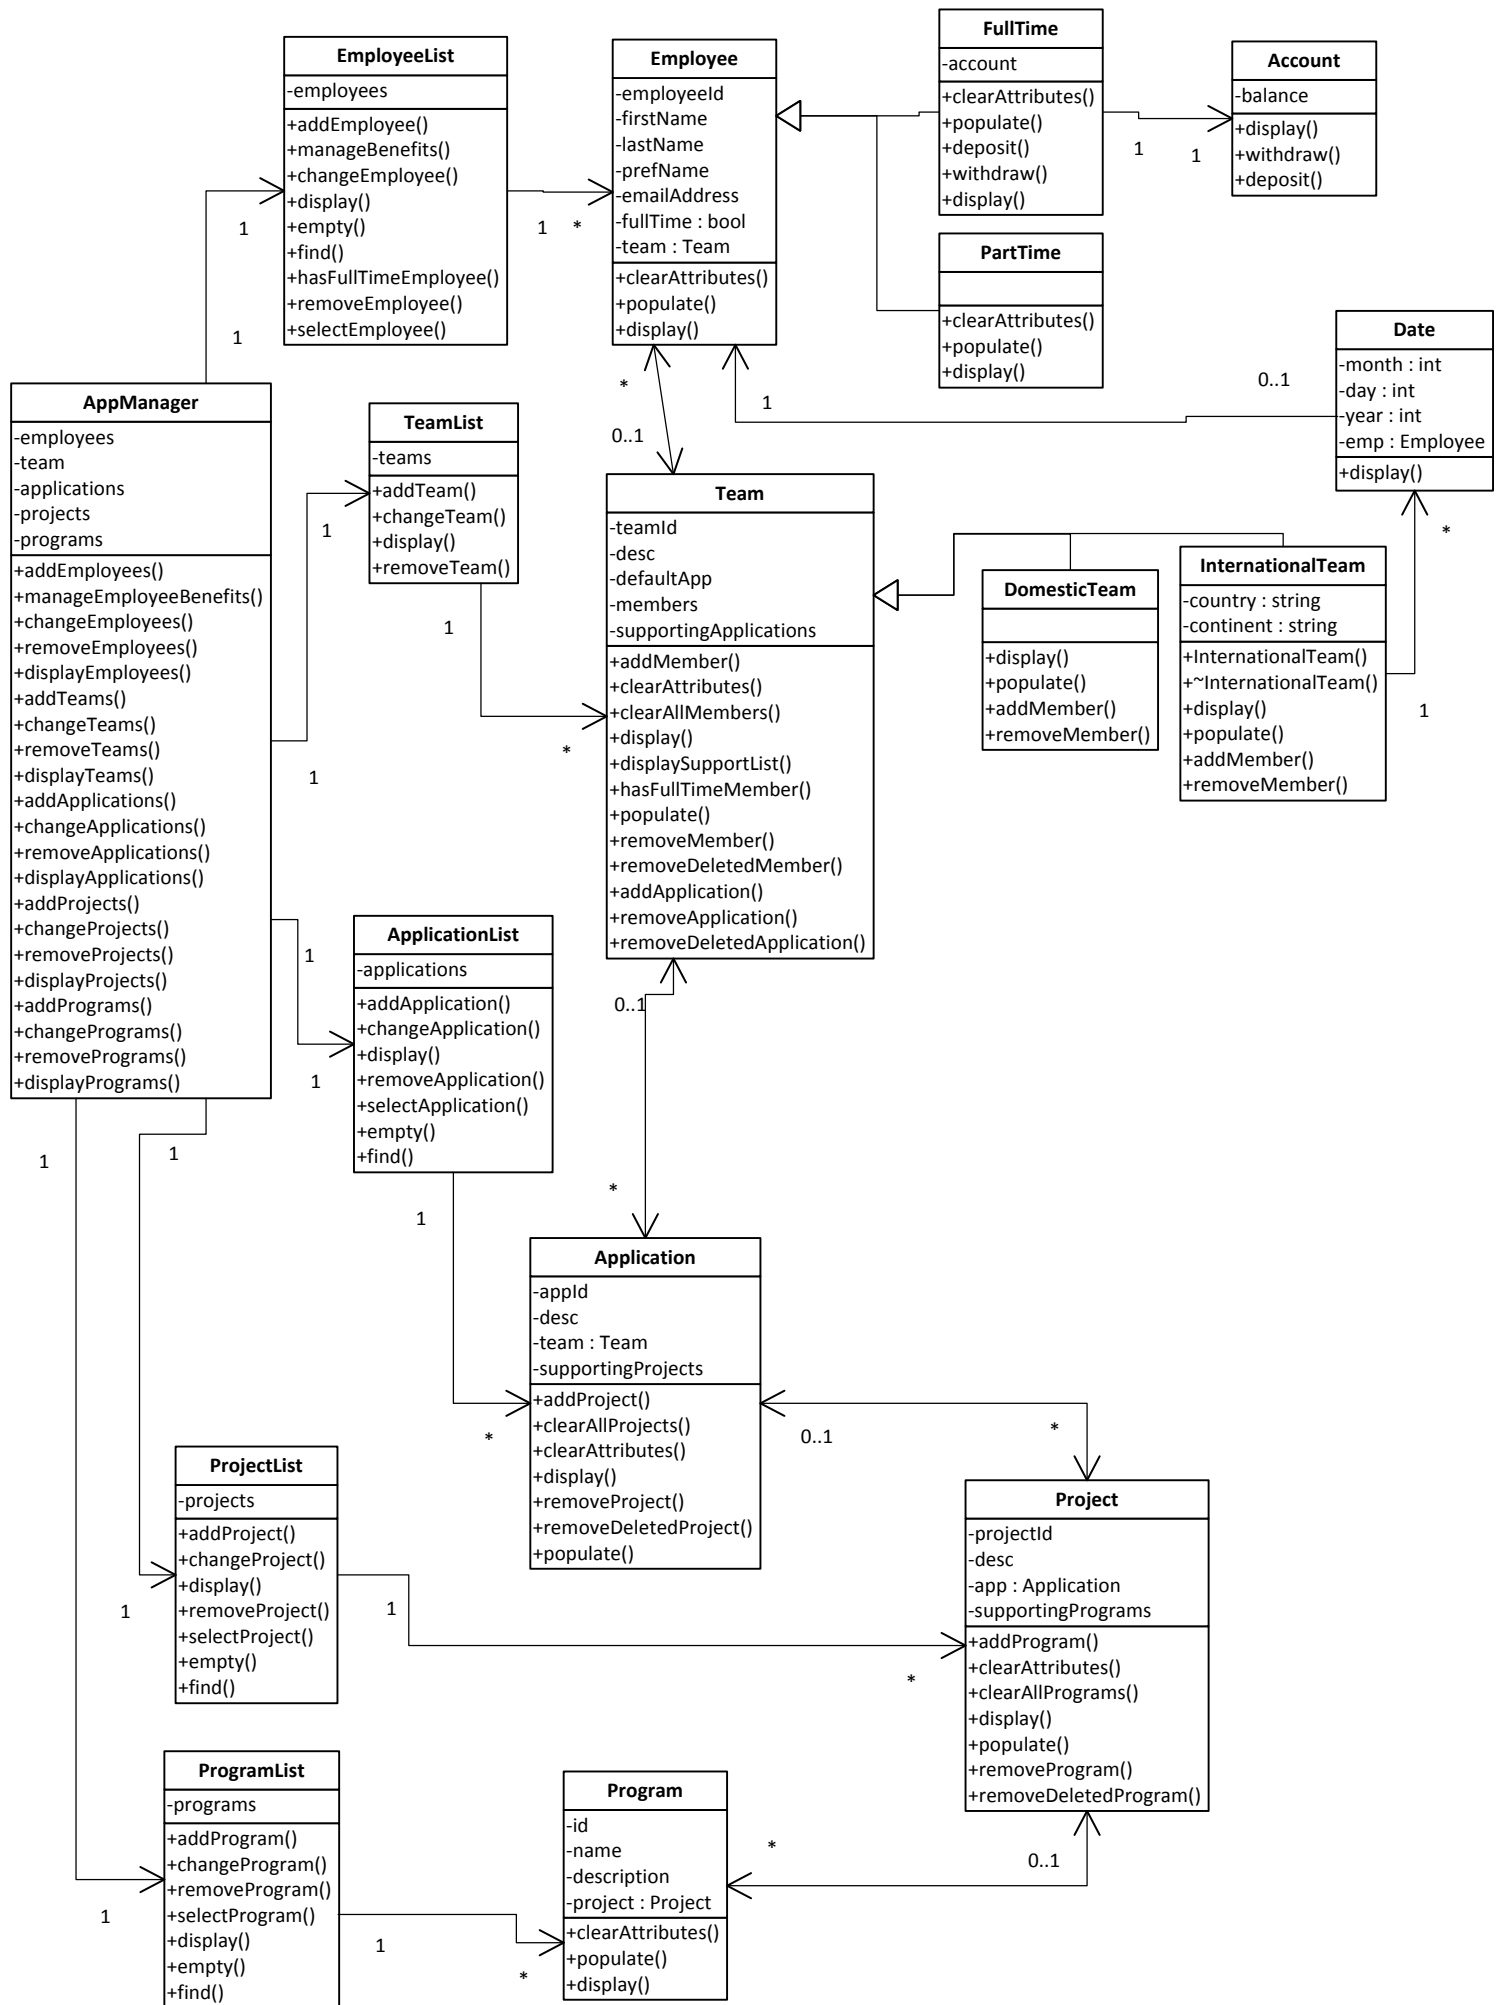 EmployeeList
-employees
+addEmployee()
+manageBenefits()
+changeEmployee()
+display()
+empty()
+find()
+hasFullTimeEmployee()
+removeEmployee()
+selectEmployee()
1
1
1
*
Employee
-employeeId
-firstName
-lastName
-prefName
-emailAddress
-fullTime : bool
-team : Team
+clearAttributes()
+populate()
+display()
FullTime
-account
+clearAttributes()
+populate()
+deposit()
+withdraw()
+display()
1
1
Account
-balance
+display()
+withdraw()
+deposit()
PartTime
+clearAttributes()
+populate()
+display()
Date
-month : int
-day : int
-year : int
-emp : Employee
+display()
0..1
1
*
0..1
*
1
AppManager
-employees
-team
-applications
-projects
-programs
+addEmployees()
+manageEmployeeBenefits()
+changeEmployees()
+removeEmployees()
+displayEmployees()
+addTeams()
+changeTeams()
+removeTeams()
+displayTeams()
+addApplications()
+changeApplications()
+removeApplications()
+displayApplications()
+addProjects()
+changeProjects()
+removeProjects()
+displayProjects()
+addPrograms()
+changePrograms()
+removePrograms()
+displayPrograms()
TeamList
-teams
+addTeam()
+changeTeam()
+display()
+removeTeam()
1
1
1
*
Team
-teamId
-desc
-defaultApp
-members
-supportingApplications
+addMember()
+clearAttributes()
+clearAllMembers()
+display()
+displaySupportList()
+hasFullTimeMember()
+populate()
+removeMember()
+removeDeletedMember()
+addApplication()
+removeApplication()
+removeDeletedApplication()
DomesticTeam
+display()
+populate()
+addMember()
+removeMember()
InternationalTeam
-country : string
-continent : string
+InternationalTeam()
+~InternationalTeam()
+display()
+populate()
+addMember()
+removeMember()
ApplicationList
-applications
+addApplication()
+changeApplication()
+display()
+removeApplication()
+selectApplication()
+empty()
+find()
1
1
0..1
*
1
*
1
1
Application
-appId
-desc
-team : Team
-supportingProjects
+addProject()
+clearAllProjects()
+clearAttributes()
+display()
+removeProject()
+removeDeletedProject()
+populate()
0..1
*
ProjectList
-projects
+addProject()
+changeProject()
+display()
+removeProject()
+selectProject()
+empty()
+find()
1
1
*
Project
-projectId
-desc
-app : Application
-supportingPrograms
+addProgram()
+clearAttributes()
+clearAllPrograms()
+display()
+populate()
+removeProgram()
+removeDeletedProgram()
ProgramList
-programs
+addProgram()
+changeProgram()
+removeProgram()
+selectProgram()
+display()
+empty()
+find()
1
1
*
Program
-id
-name
-description
-project : Project
+clearAttributes()
+populate()
+display()
*
0..1